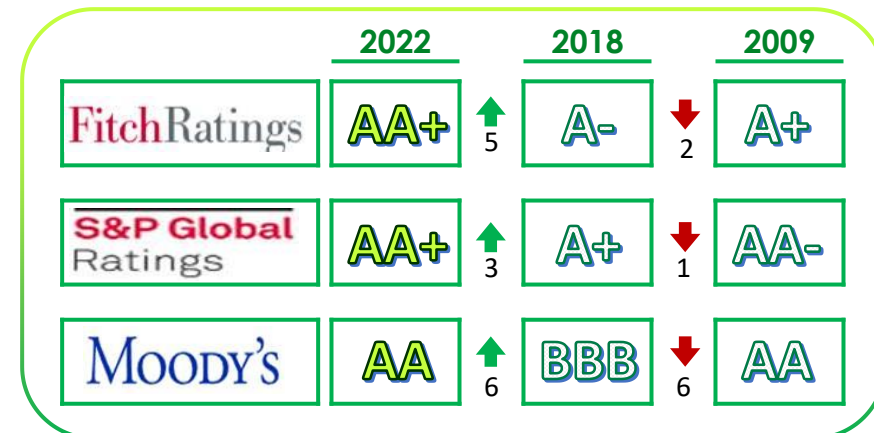 2022 2018 2009
FitchRatings AA+ A- A+
5 2
S&P Global
Ratings AA+ A+ AA-
3 1
MOODY'S AA BBB AA
6 6